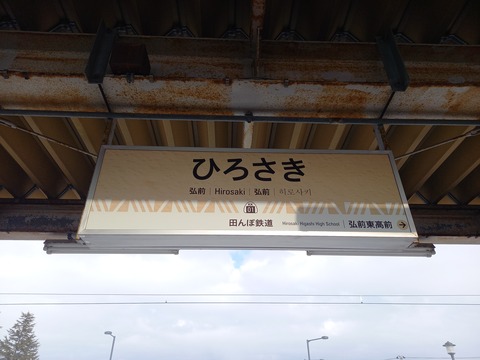 ひろさき
弘前 | Hirosaki | 弘前 | 히로사키
01
田んぼ鉄道 Hirosaki Higashi High School | 弘前東高前